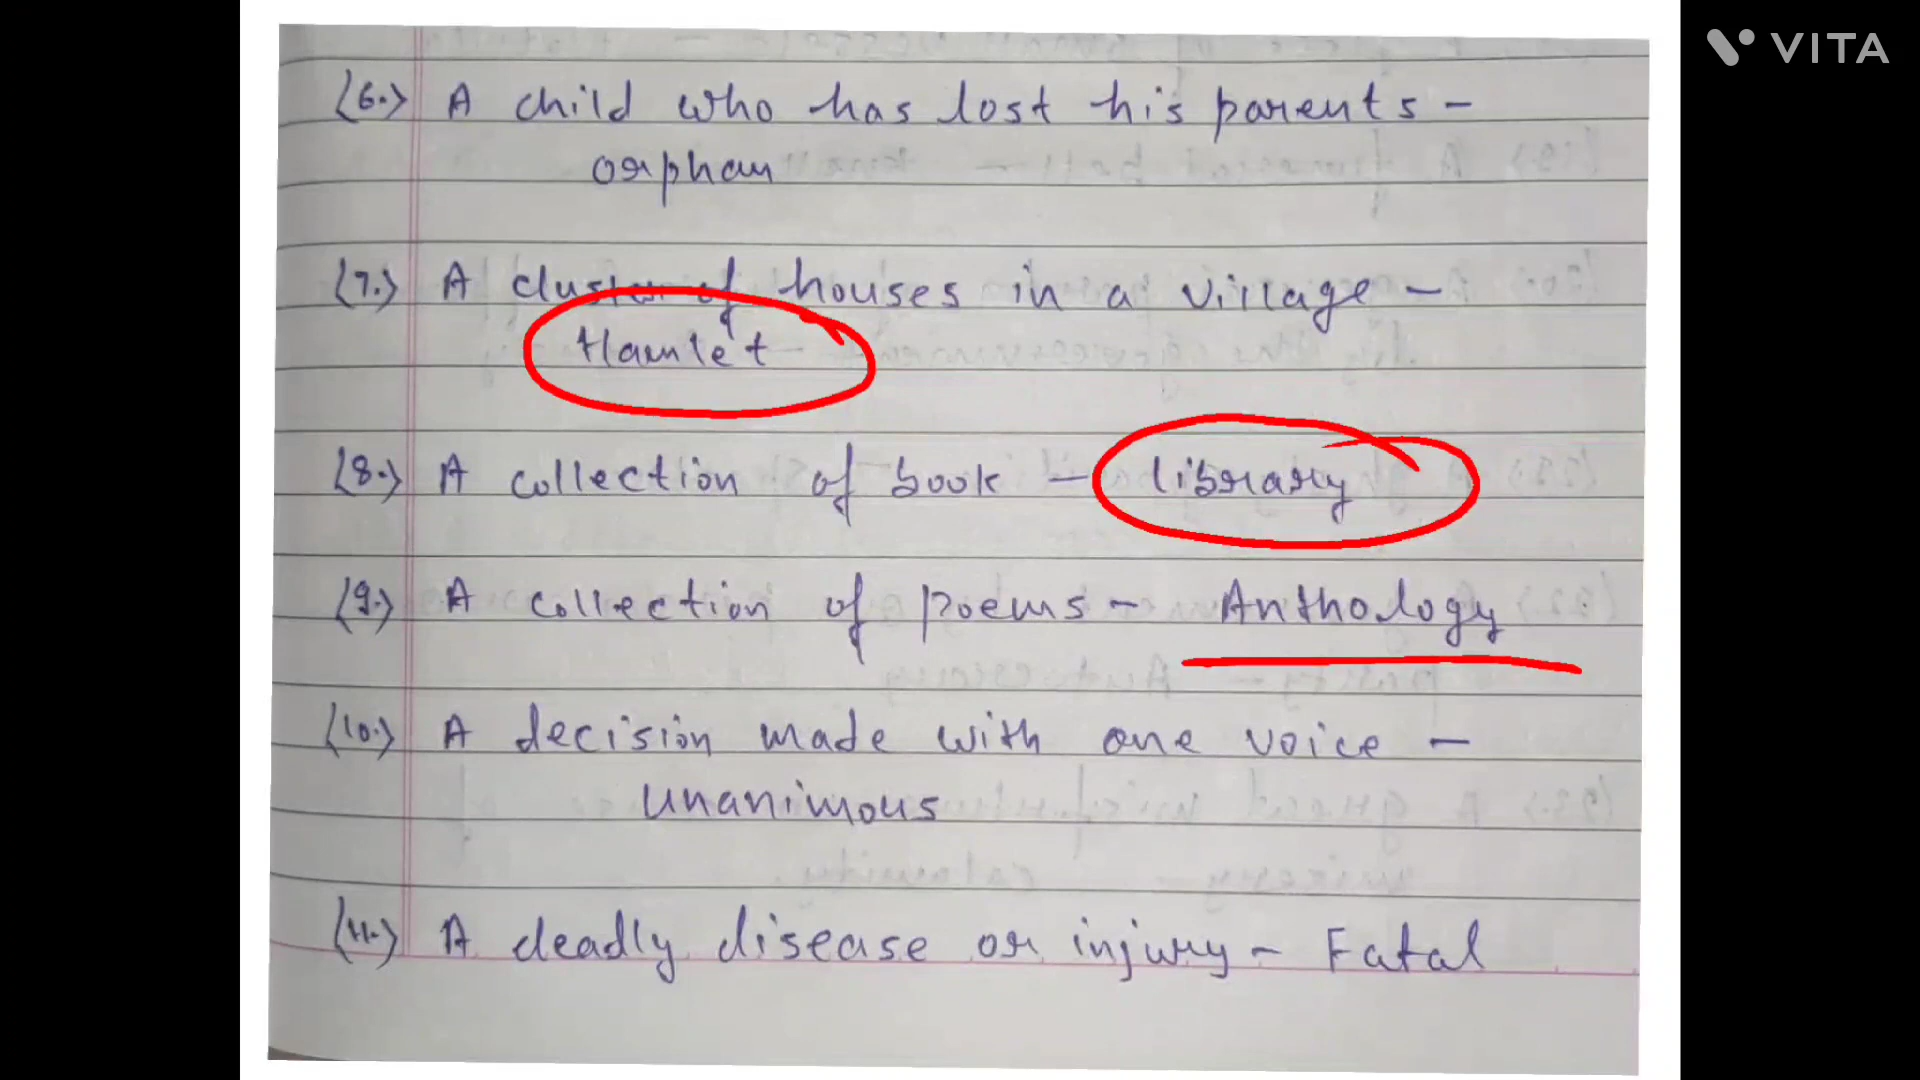 VITA
(6.) A child who has lost his parents -
orphan
(7.) A cluster of houses in a village -
Hamlet
(8.) A collection of book - library
(9.) A collection of poems - Anthology
(10.) A decision made with one voice -
unanimous
(11.) A deadly disease or injury - Fatal